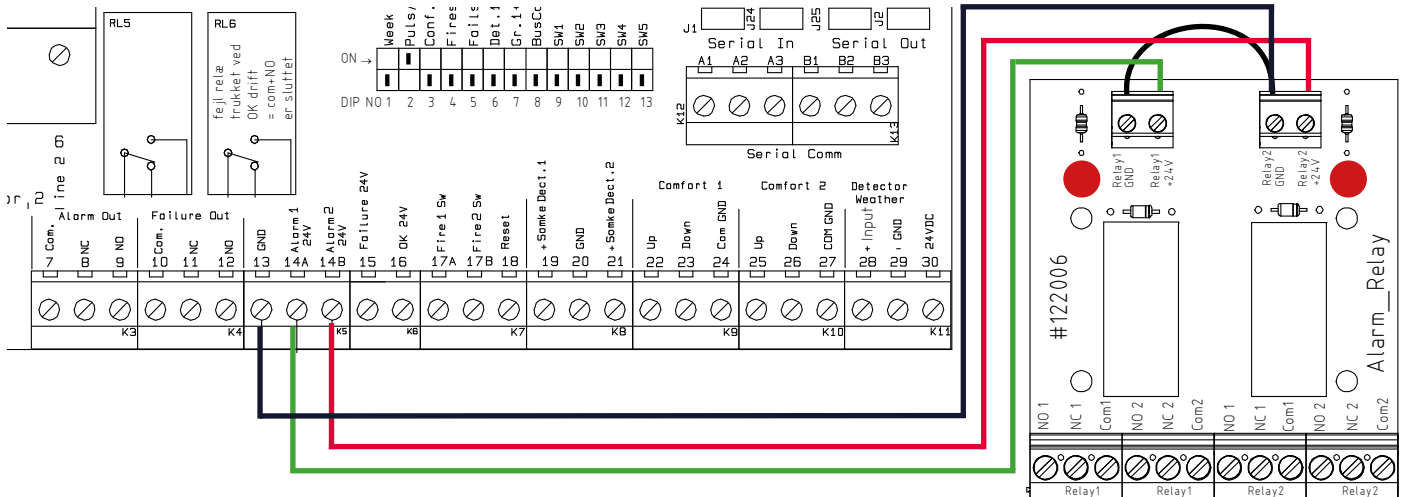 RL5
RL6
fejl relæ
trukket ved
OK drift
= com+NO
er sluttet
Week
Puls/
Conf.
Fires
Fails
Det.1
Gr.1+
BusCo
SW1
SW2
SW3
SW4
SW5
ON →
DIP NO 1 2 3 4 5 6 7 8 9 10 11 12 13
J1
J24
J25
J2
Serial In
Serial Out
A1 A2 A3 B1 B2 B3
K12
K13
Serial Comm
or_2
line 26
Alarm Out
Failure Out
Comfort 1
Comfort 2
Detector
Weather
Com.
NC
NO
Com.
NC
NO
GND
Alarm 1
24V
Alarm 2
24V
Failure 24V
OK 24V
Fire 1 Sw
Fire 2 Sw
Reset
+SomkeDect.1
GND
+SomkeDect.2
Up
Down
Com GND
Up
Down
COM GND
+ Input
- GND
24VDC
7 8 9 10 11 12 13 14A 14B 15 16 17A 17B 18 19 20 21 22 23 24 25 26 27 28 29 30
K3 K4 K5 K6 K7 K8 K9 K10 K11
Relay1
GND
Relay1
+24V
Relay2
GND
Relay2
+24V
#122006
Alarm_Relay
NO 1
NC 1
Com1
NO 2
NC 2
Com2
NO 1
NC 1
Com1
NO 2
NC 2
Com2
Relay1 Relay1 Relay2 Relay2